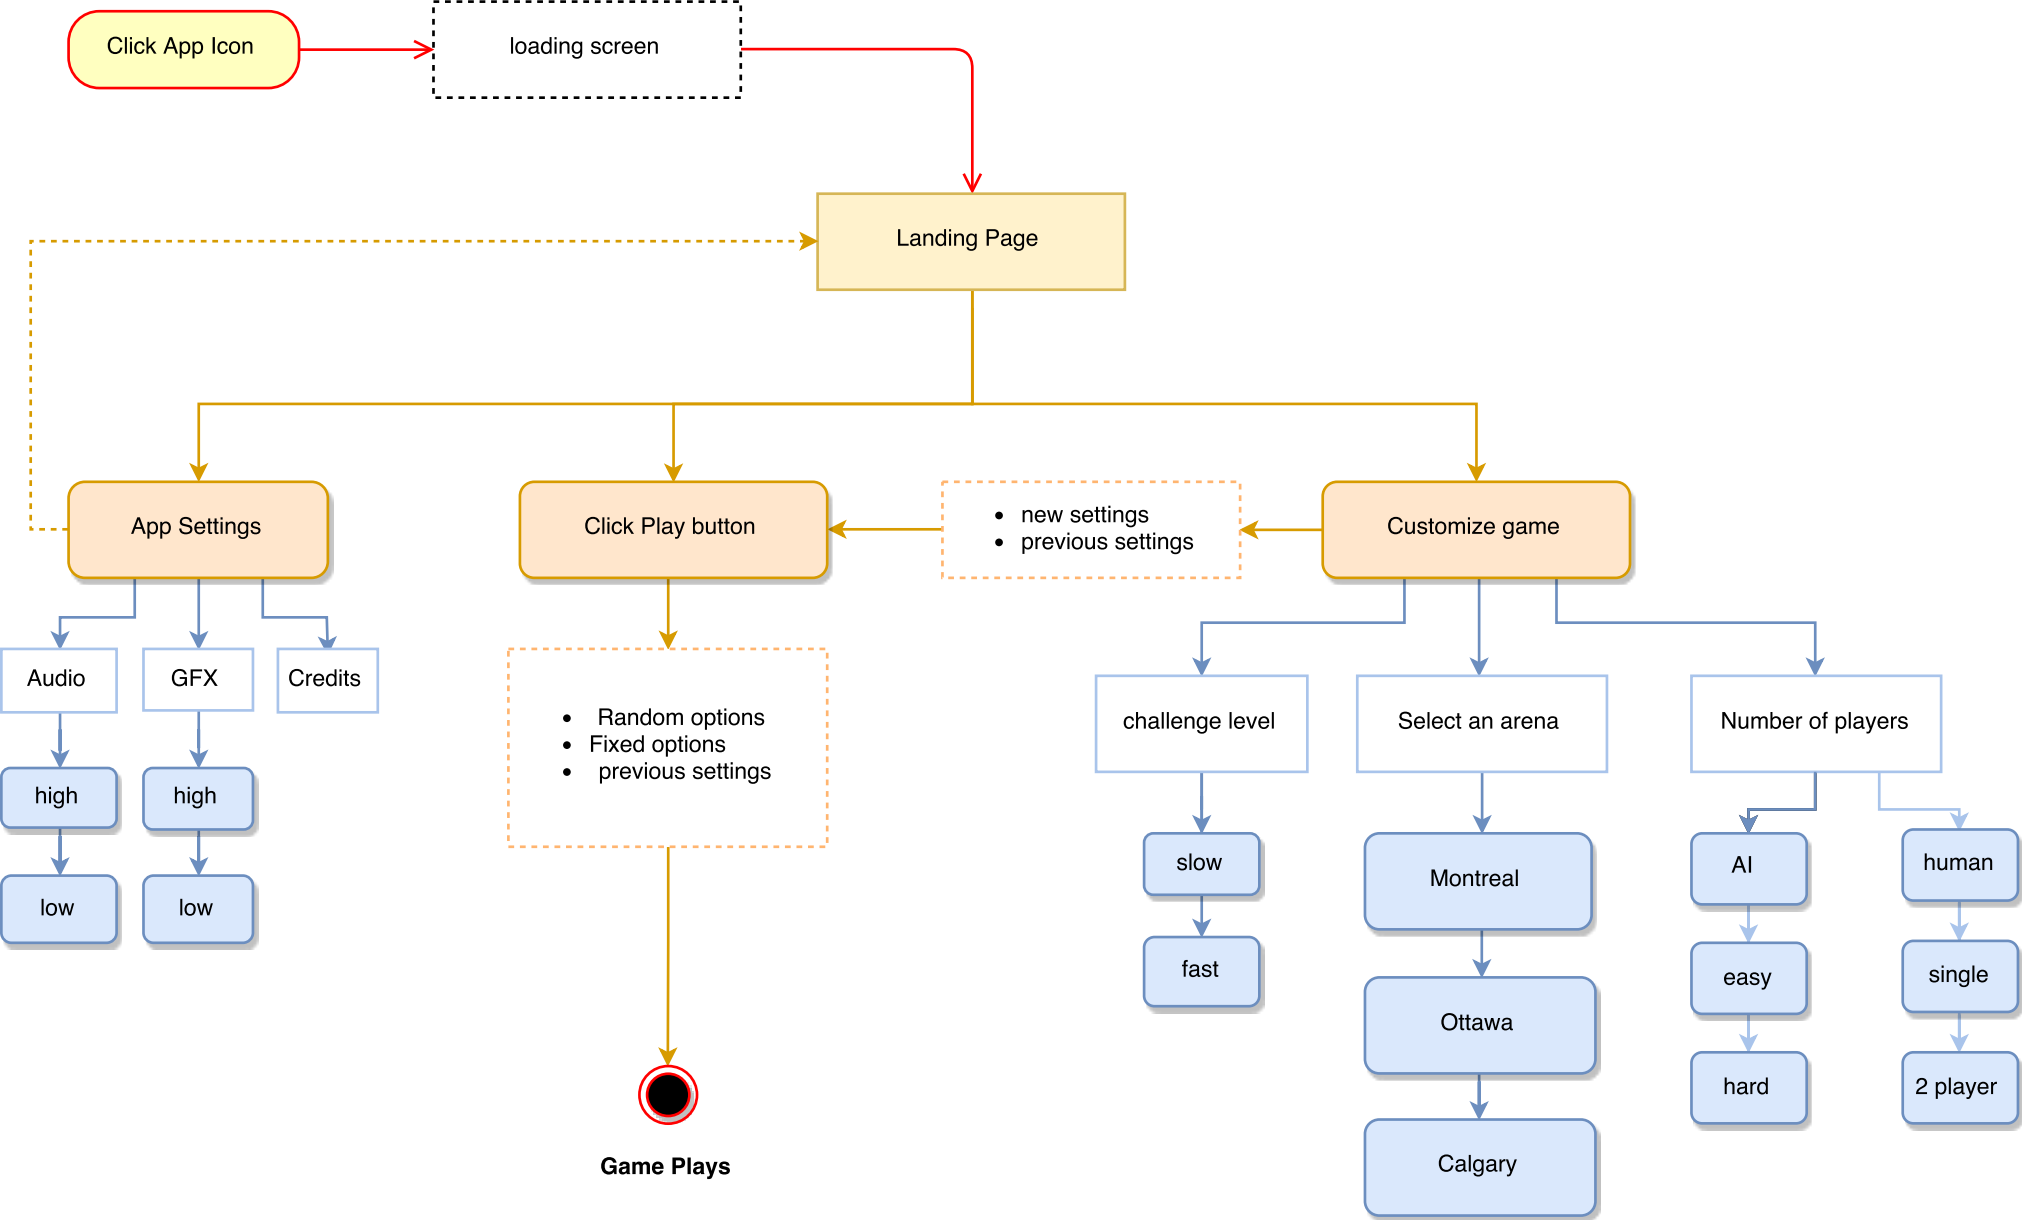 Click App Icon
loading screen
Landing Page
App Settings
Click Play button
• new settings
• previous settings
Customize game
Audio
GFX
Credits
• Random options
• Fixed options
• previous settings
challenge level
Select an arena
Number of players
high
high
slow
Montreal
AI
human
low
low
fast
Ottawa
easy
single
hard
2 player
Calgary
Game Plays